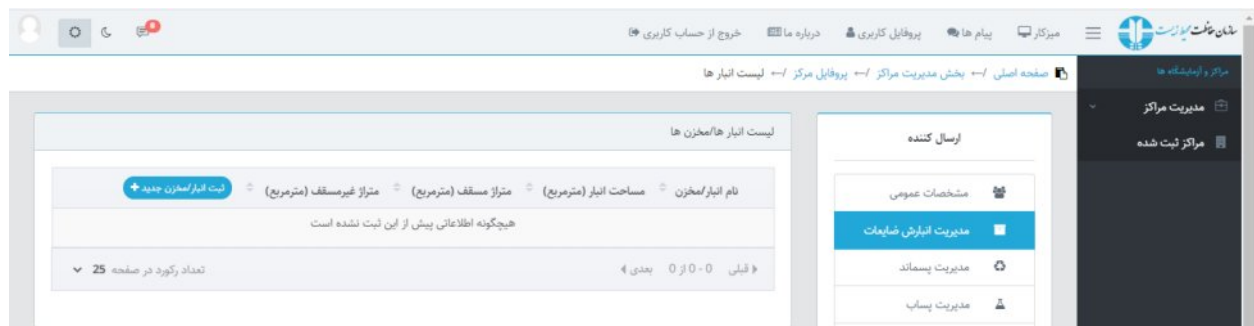 سازمان حفاظت محیط زیست
میزکار پیام ها پروفایل کاربری درباره ما خروج از حساب کاربری
مراکز و آزمایشگاه ها
مدیریت مراکز
مراکز ثبت شده
صفحه اصلی /← بخش مدیریت مراکز /← پروفایل مرکز /← لیست انبار ها
ارسال کننده
مشخصات عمومی
مدیریت انبارش ضایعات
مدیریت پسماند
مدیریت پساب
لیست انبار ها/مخزن ها
نام انبار/مخزن مساحت انبار (مترمربع) متراژ مسقف (مترمربع) متراژ غیرمسقف (مترمربع) ثبت انبار/مخزن جدید +
هیچگونه اطلاعاتی پیش از این ثبت نشده است
قبلی 0 - 0 از 0 بعدی تعداد رکورد در صفحه 25